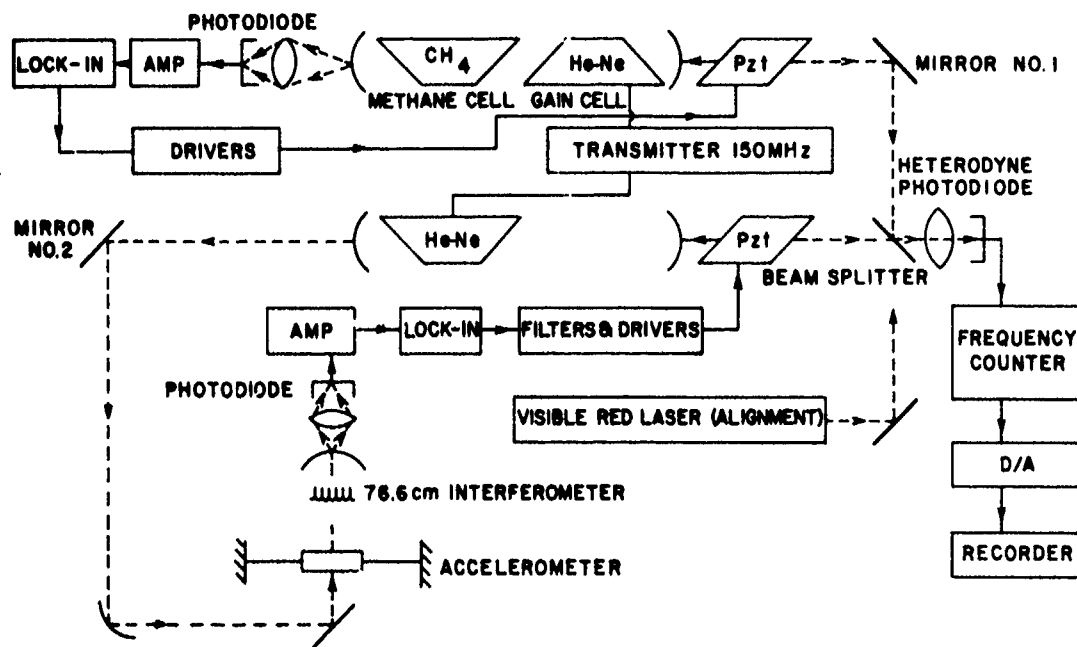 PHOTODIODE
LOCK-IN
AMP
CH4
He-Ne
Pzt
MIRROR NO.1
METHANE CELL
GAIN CELL
DRIVERS
TRANSMITTER 150MHz
HETERODYNE
PHOTODIODE
MIRROR
NO.2
He-Ne
Pzt
BEAM SPLITTER
AMP
LOCK-IN
FILTERS & DRIVERS
FREQUENCY
COUNTER
PHOTODIODE
VISIBLE RED LASER (ALIGNMENT)
D/A
76.6cm INTERFEROMETER
RECORDER
ACCELEROMETER